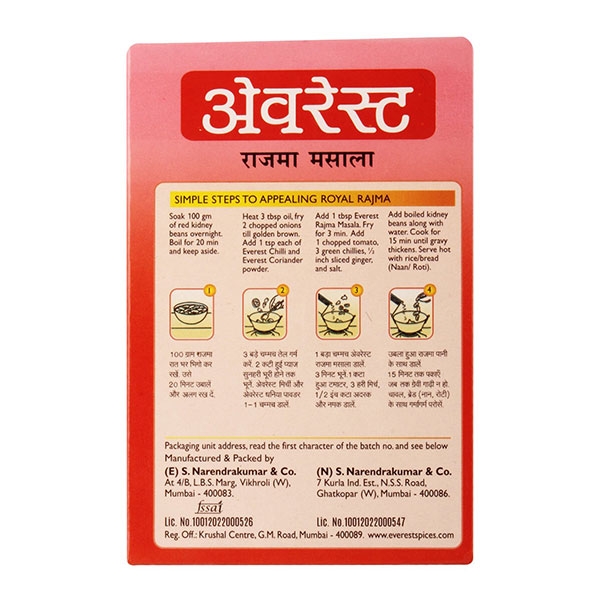 अेवरेस्ट
राजमा मसाला
SIMPLE STEPS TO APPEALING ROYAL RAJMA
Soak 100 gm
of red kidney
beans overnight.
Boil for 20 min
and keep aside.
Heat 3 tbsp oil, fry
2 chopped onions
till golden brown.
Add 1 tsp each of
Everest Chilli and
Everest Coriander
powder.
Add 1 tbsp Everest
Rajma Masala. Fry
for 3 min. Add
1 chopped tomato,
3 green chillies, ½
inch sliced ginger,
and salt.
Add boiled kidney
beans along with
water. Cook for
15 min until gravy
thickens. Serve hot
with rice/bread
(Naan/ Roti).
1
2
3
4
100 ग्राम राजमा
रात भर भिगो कर
रखें. उसे
20 मिनट उबालें
और अलग रख दें.
3 बड़े चम्मच तेल गर्म
करें. 2 कटी हुई प्याज
सुनहरी भूरी होने तक
भूनें. अेवरेस्ट मिर्ची और
अेवरेस्ट धनिया पावडर
1-1 चम्मच डालें.
1 बड़ा चम्मच अेवरेस्ट
राजमा मसाला डालें
3 मिनट भूनें.1 कटा
हुआ टमाटर, 3 हरी मिर्च,
1/2 इंच कटा अदरक
और नमक डालें.
उबला हुआ राजमा पानी
के साथ डालें
15 मिनट तक पकाएँ
जब तक ग्रेवी गाढ़ी न हो.
चावल, ब्रेड (नान, रोटी)
के साथ गर्मागर्म परोसें.
Packaging unit address, read the first character of the batch no. and see below
Manufactured & Packed by
(E) S. Narendrakumar & Co.
At 4/B, L.B.S. Marg, Vikhroli (W),
Mumbai - 400083.
(N) S. Narendrakumar & Co.
7 Kurla Ind. Est., N.S.S. Road,
Ghatkopar (W), Mumbai - 400086.
fssai
Lic. No.10012022000526
Lic. No.10012022000547
Reg. Off.: Krushal Centre, G.M. Road, Mumbai - 400089. www.everestspices.com